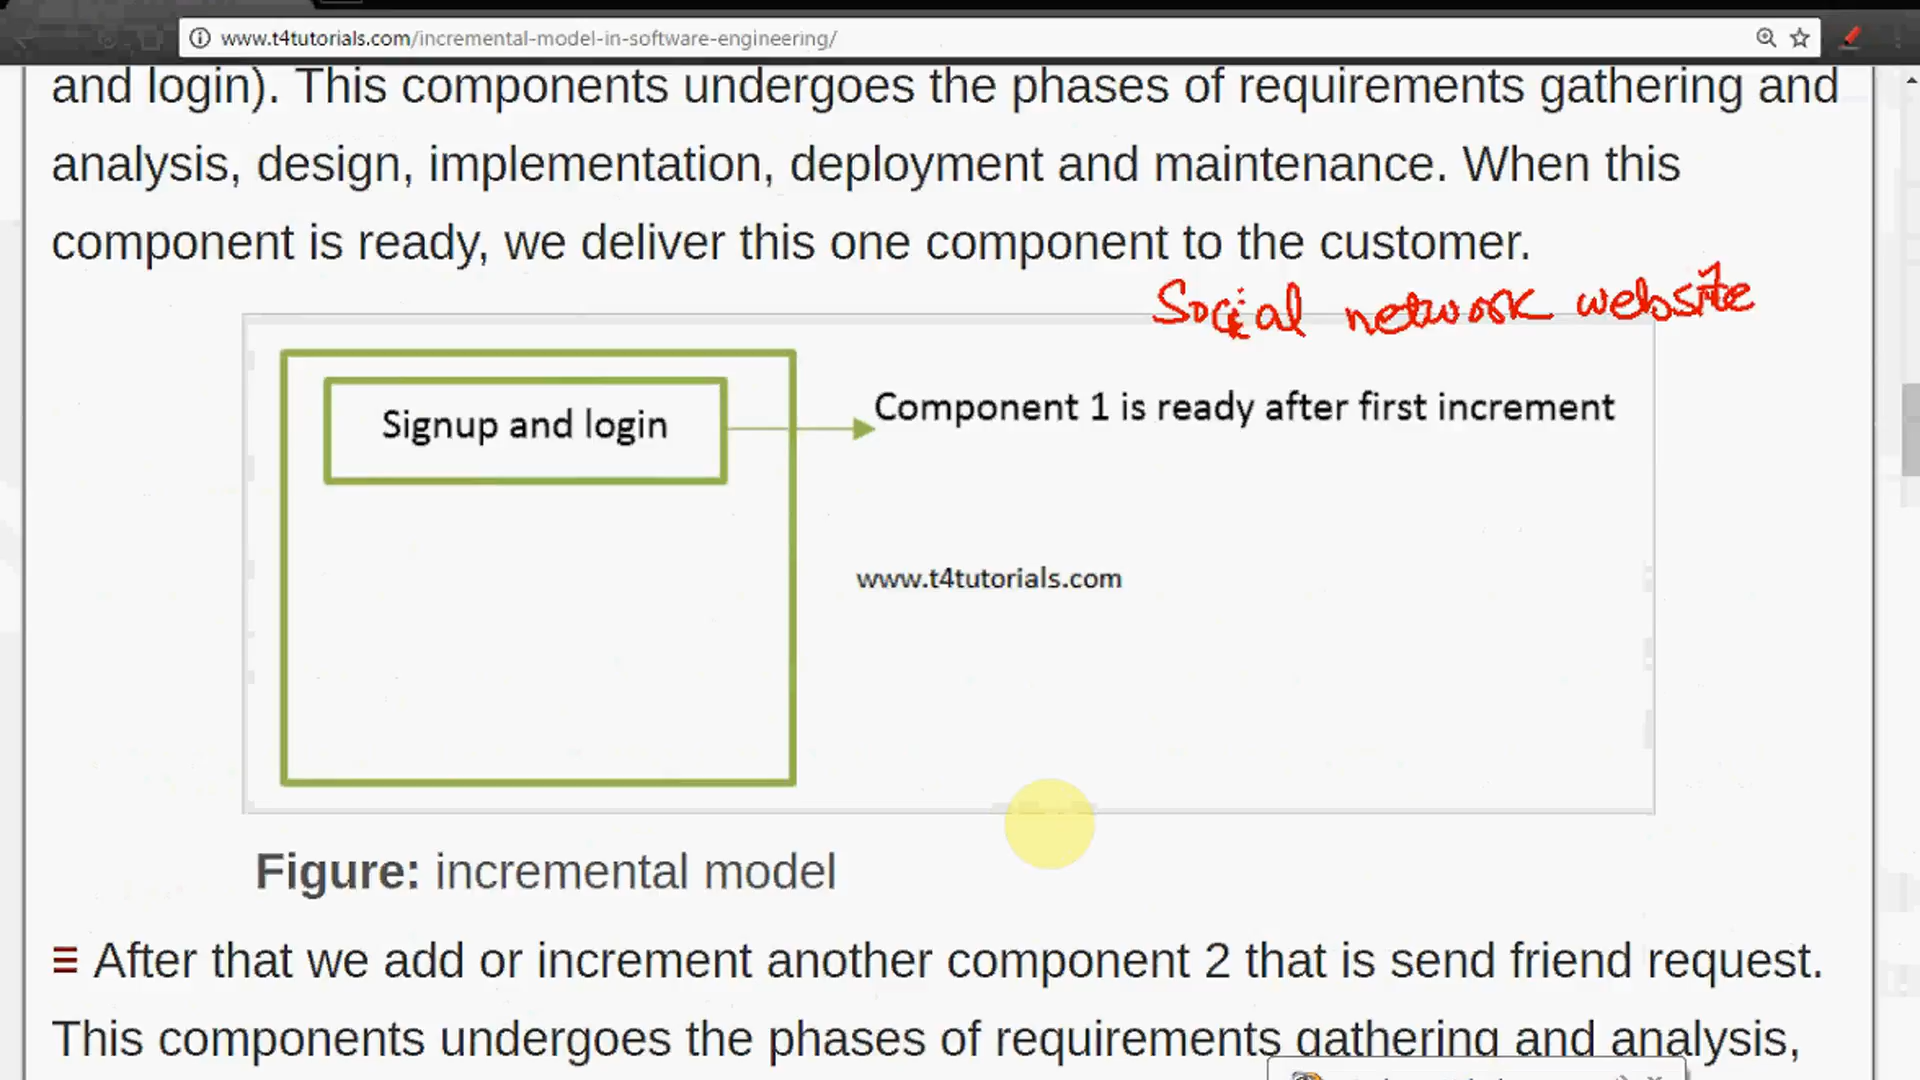 www.t4tutorials.com/incremental-model-in-software-engineering/
and login). This components undergoes the phases of requirements gathering and
analysis, design, implementation, deployment and maintenance. When this
component is ready, we deliver this one component to the customer.
Social network website
Signup and login
Component 1 is ready after first increment
www.t4tutorials.com
Figure: incremental model
After that we add or increment another component 2 that is send friend request.
This components undergoes the phases of requirements gathering and analysis,